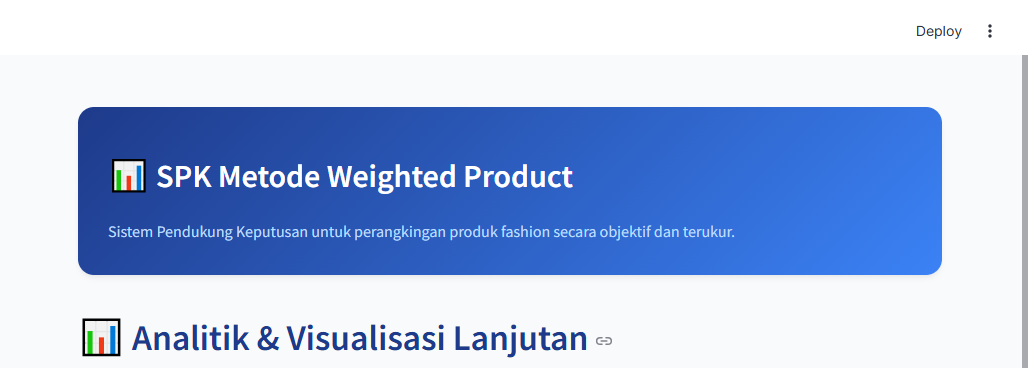 Deploy
SPK Metode Weighted Product
Sistem Pendukung Keputusan untuk perangkingan produk fashion secara objektif dan terukur.
Analitik & Visualisasi Lanjutan